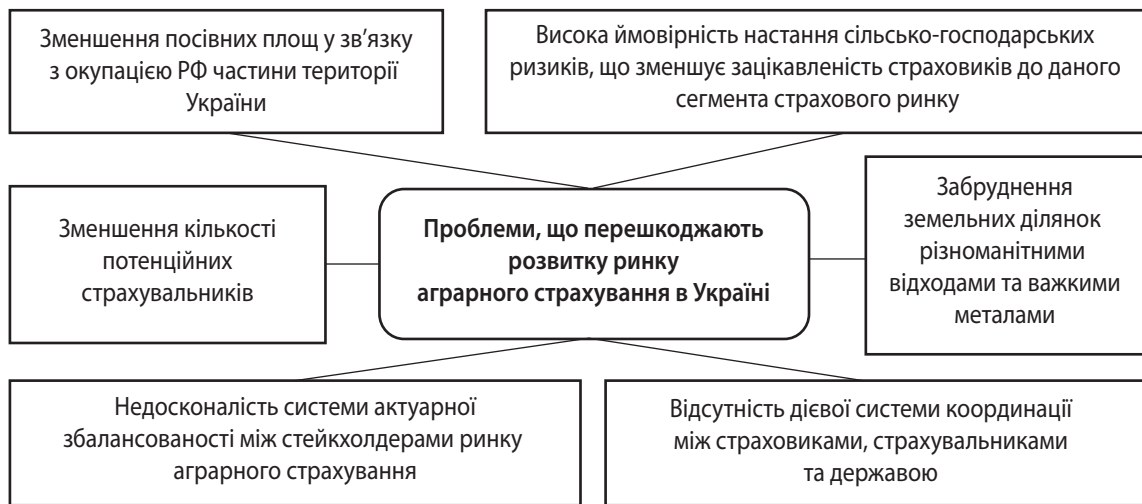 Зменшення посівних площ у зв’язку
з окупацією РФ частини території
України
Висока ймовірність настання сільсько-господарських
ризиків, що зменшує зацікавленість страховиків до даного
сегмента страхового ринку
Зменшення кількості
потенційних
страхувальників
Проблеми, що перешкоджають
розвитку ринку
аграрного страхування в Україні
Забруднення
земельних ділянок
різноманітними
відходами та важкими
металами
Недосконалість системи актуарної
збалансованості між стейкхолдерами ринку
аграрного страхування
Відсутність дієвої системи координації
між страховиками, страхувальниками
та державою